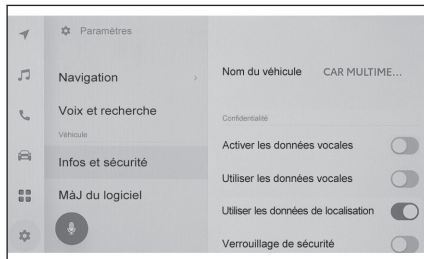 Paramètres
Navigation
Voix et recherche
Véhicule
Infos et sécurité
MàJ du logiciel
Nom du véhicule CAR MULTIME...
Confidentialité
Activer les données vocales
Utiliser les données vocales
Utiliser les données de localisation
Verrouillage de sécurité